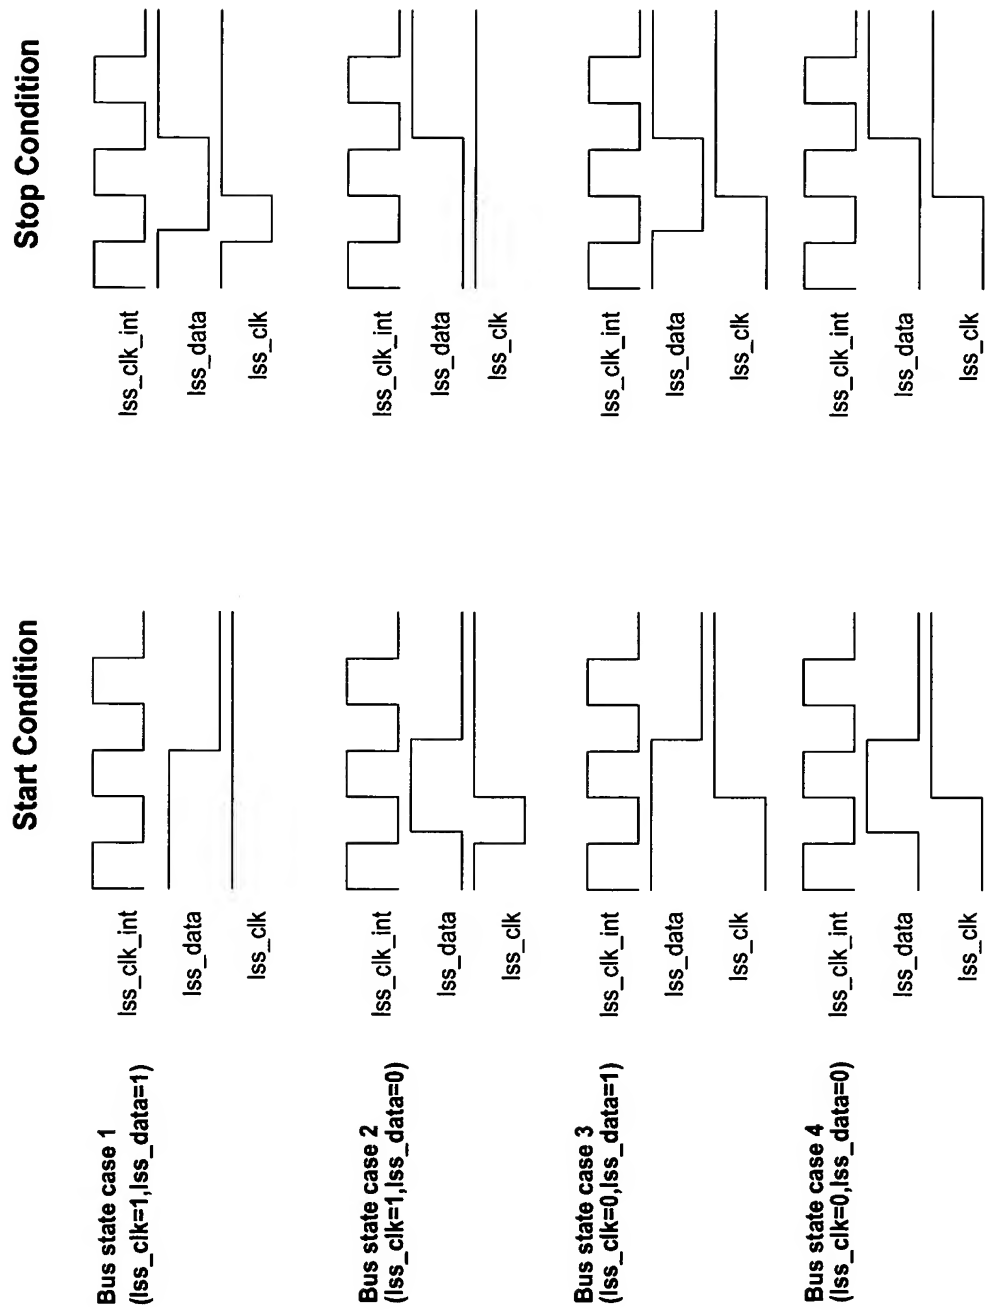 Start Condition
Stop Condition
Bus state case 1
(lss_clk=1,lss_data=1)
lss_clk_int
lss_data
lss_clk
lss_clk_int
lss_data
lss_clk
Bus state case 2
(lss_clk=1,lss_data=0)
lss_clk_int
lss_data
lss_clk
lss_clk_int
lss_data
lss_clk
Bus state case 3
(lss_clk=0,lss_data=1)
lss_clk_int
lss_data
lss_clk
lss_clk_int
lss_data
lss_clk
Bus state case 4
(lss_clk=0,lss_data=0)
lss_clk_int
lss_data
lss_clk
lss_clk_int
lss_data
lss_clk